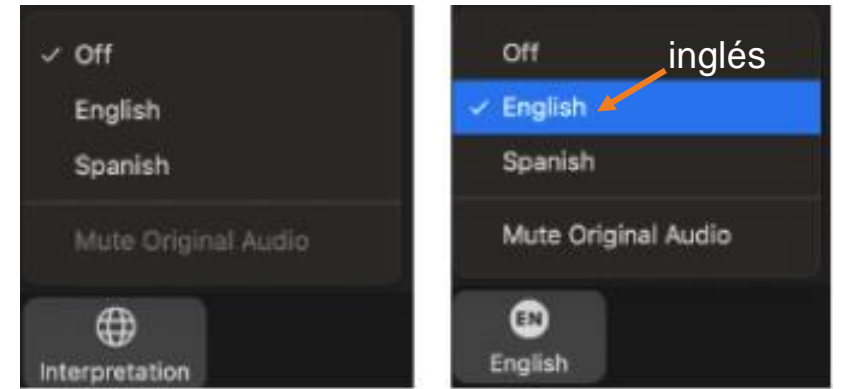 ✓ Off
English
Spanish
Mute Original Audio
Interpretation
Off
inglés
✓ English
Spanish
Mute Original Audio
EN
English